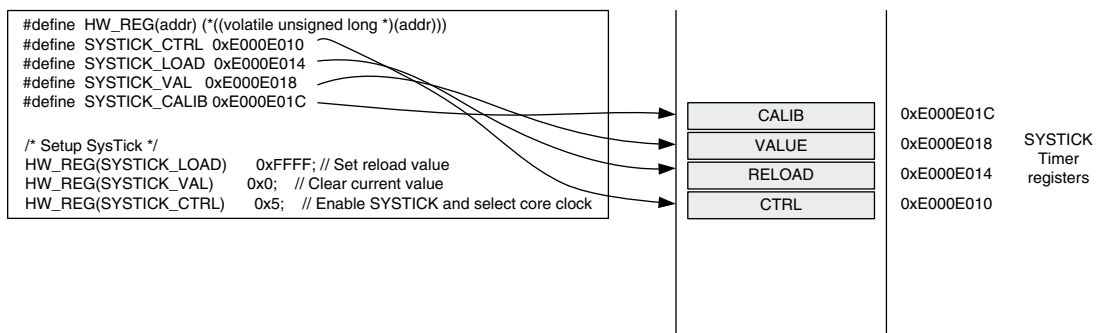 #define HW_REG(addr) (*((volatile unsigned long *)(addr)))
#define SYSTICK_CTRL 0xE000E010
#define SYSTICK_LOAD 0xE000E014
#define SYSTICK_VAL 0xE000E018
#define SYSTICK_CALIB 0xE000E01C
/* Setup SysTick */
HW_REG(SYSTICK_LOAD) 0xFFFF; // Set reload value
HW_REG(SYSTICK_VAL) 0x0; // Clear current value
HW_REG(SYSTICK_CTRL) 0x5; // Enable SYSTICK and select core clock
CALIB 0xE000E01C
VALUE 0xE000E018
RELOAD 0xE000E014
CTRL 0xE000E010
SYSTICK
Timer
registers